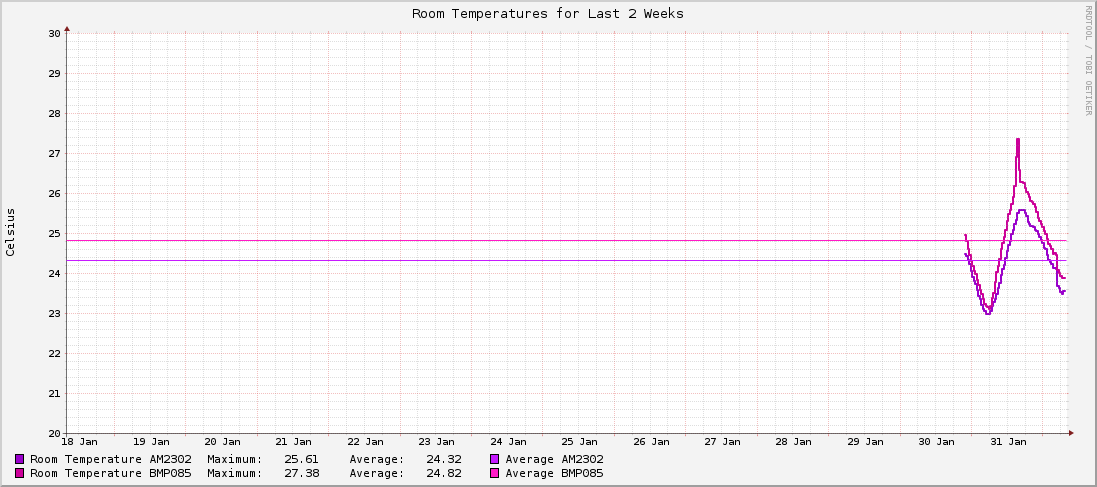 Room Temperatures for Last 2 Weeks
RRDTOOL / TOBI OETIKER
Celsius
30
29
28
27
26
25
24
23
22
21
20
18 Jan 19 Jan 20 Jan 21 Jan 22 Jan 23 Jan 24 Jan 25 Jan 26 Jan 27 Jan 28 Jan 29 Jan 30 Jan 31 Jan
Room Temperature AM2302 Maximum: 25.61 Average: 24.32 Average AM2302
Room Temperature BMP085 Maximum: 27.38 Average: 24.82 Average BMP085